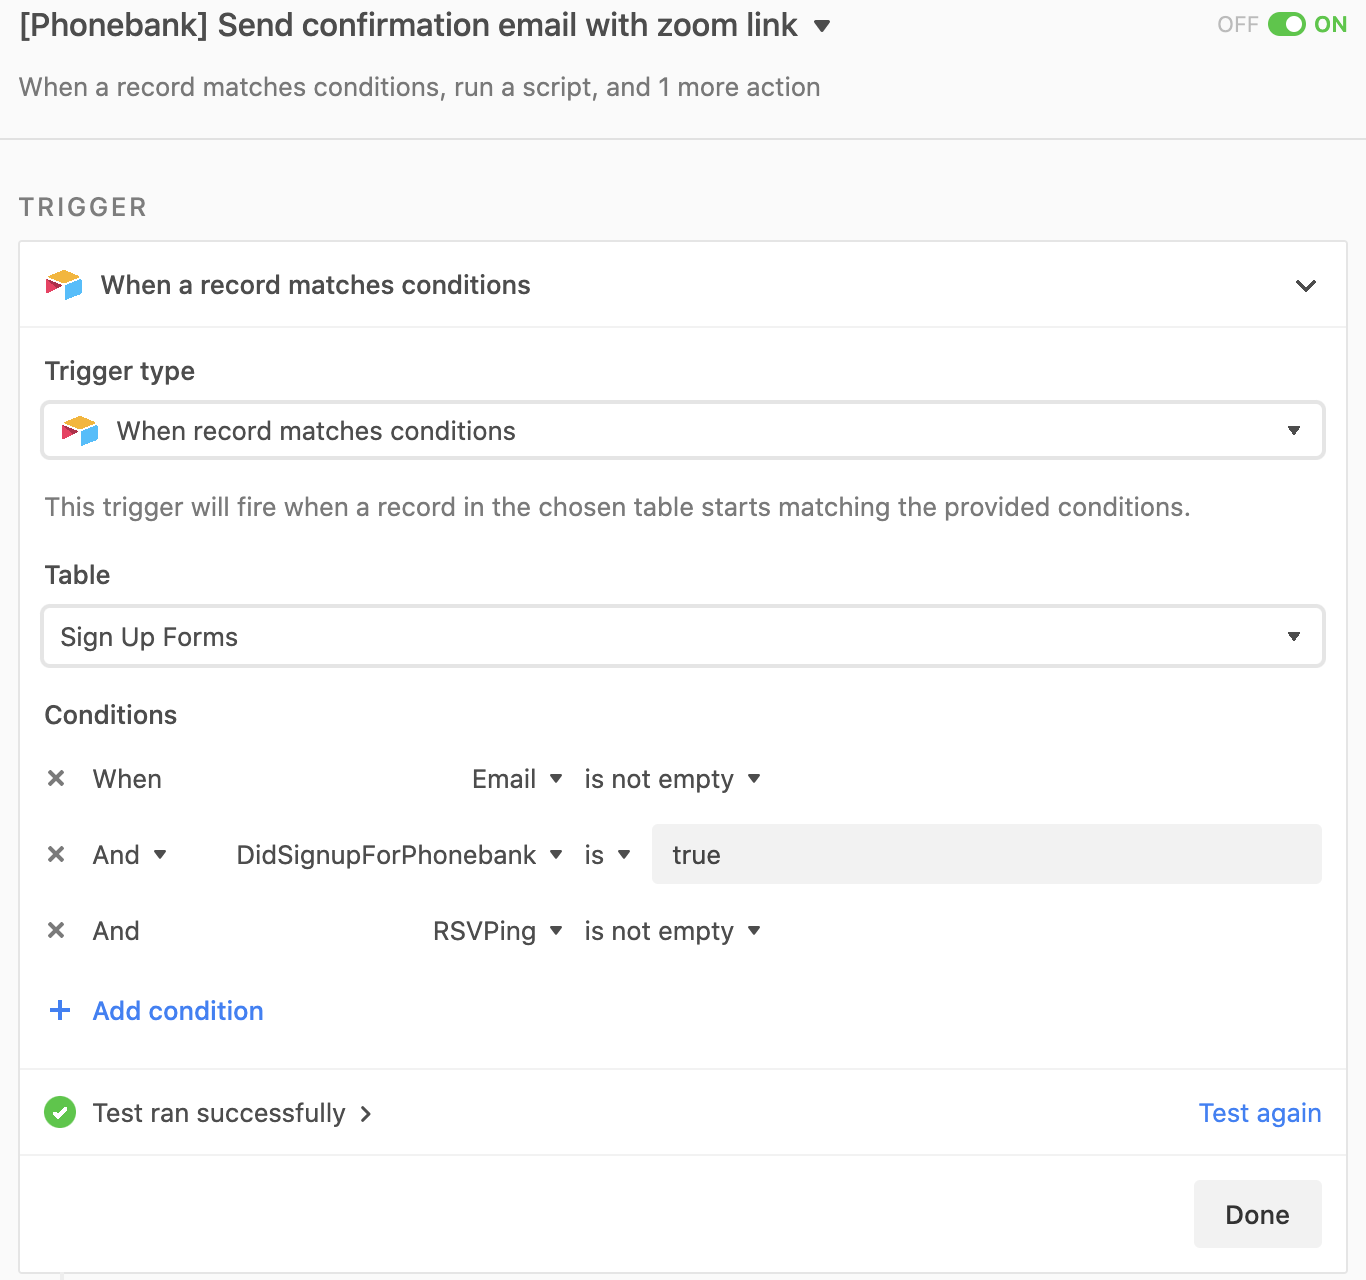 [Phonebank] Send confirmation email with zoom link
OFF ON
When a record matches conditions, run a script, and 1 more action
TRIGGER
When a record matches conditions
Trigger type
When record matches conditions
This trigger will fire when a record in the chosen table starts matching the provided conditions.
Table
Sign Up Forms
Conditions
When Email is not empty
And DidSignupForPhonebank is true
And RSVPing is not empty
+ Add condition
Test ran successfully
Test again
Done